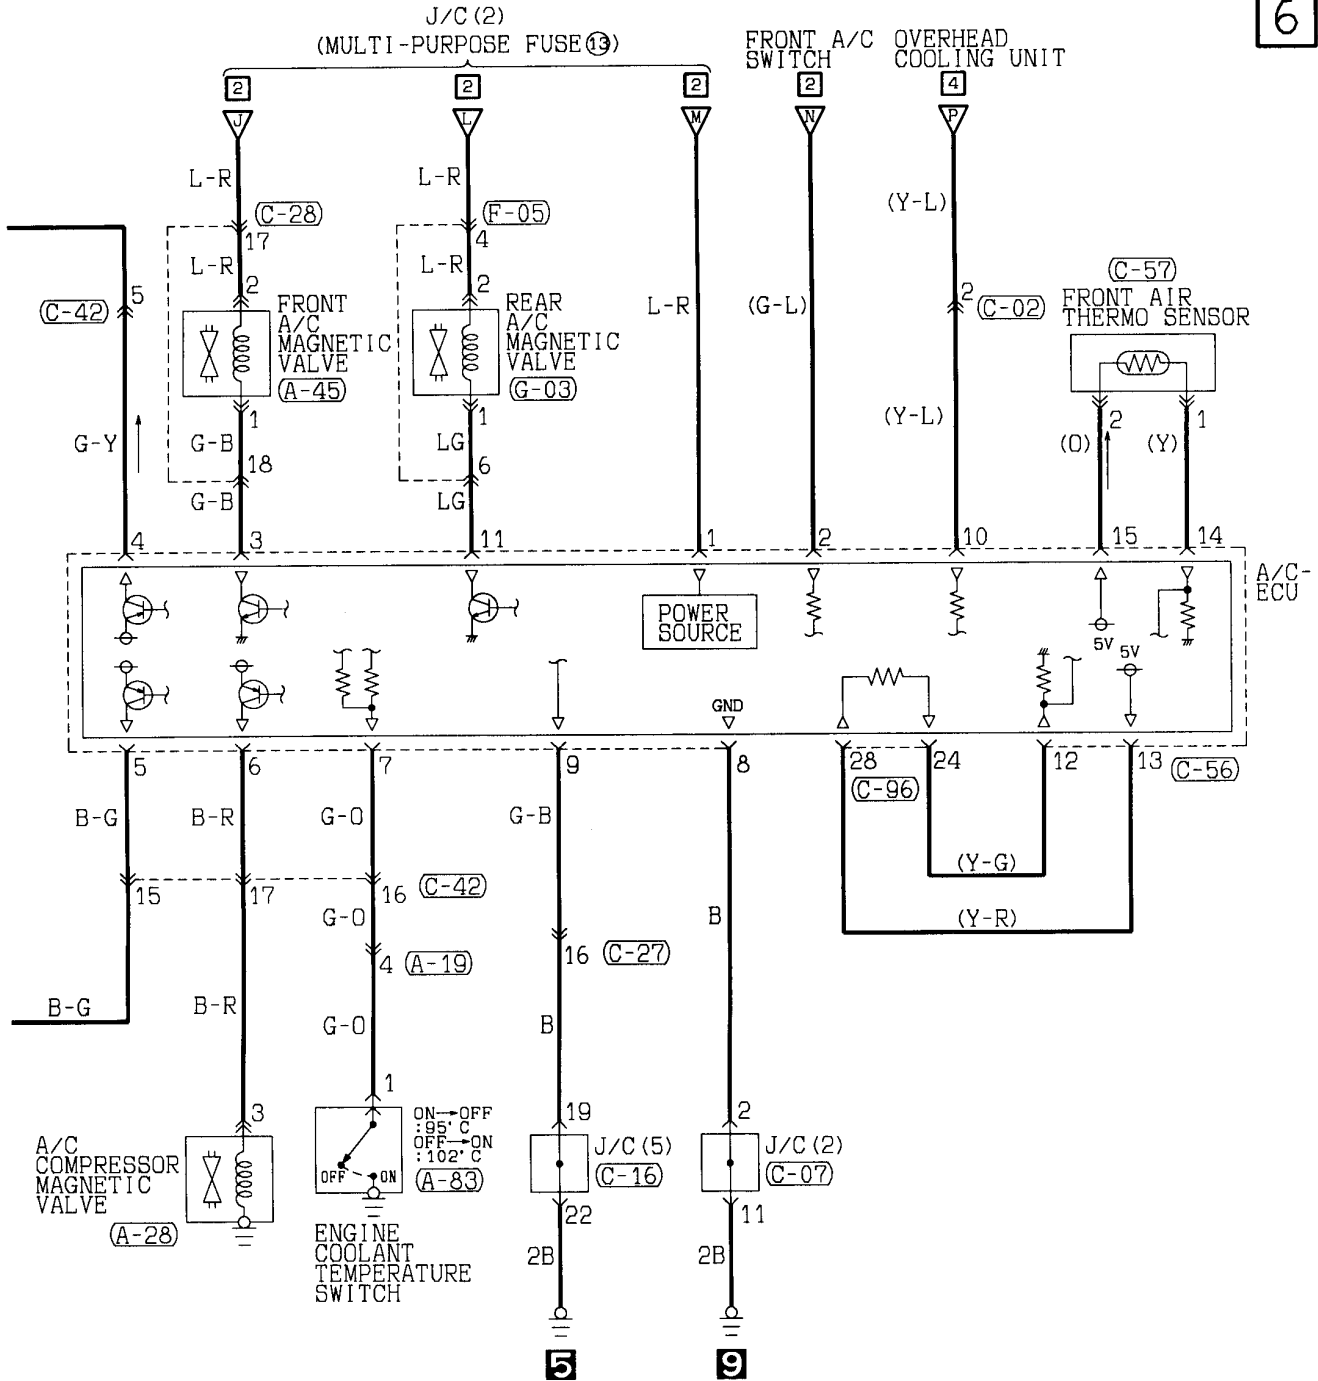 6
J/C(2)
(MULTI-PURPOSE FUSE⑬)
FRONT A/C SWITCH
OVERHEAD COOLING UNIT
2 2 2 2 4
J L M N P
L-R L-R
(Y-L)
C-28 F-05
17 4
L-R L-R
5 2 2
C-42
FRONT A/C MAGNETIC VALVE
A-45
REAR A/C MAGNETIC VALVE
G-03
L-R
(G-L)
2 C-02
C-57
FRONT AIR THERMO SENSOR
1 1 2 1
G-Y G-B LG (Y-L) (O) (Y)
18 6
G-B LG
4 3 11 1 2 10 15 14
A/C-ECU
POWER SOURCE
5V 5V
GND
5 6 7 9 8 28 24 12 13
C-96 C-56
B-G B-R G-O G-B
(Y-G)
15 17 16 C-42
G-O B (Y-R)
4 A-19 16 C-27
B-G B-R G-O B
1
3 19 2
ON→OFF
:95°C
OFF→ON
:102°C
A-83
OFF ON
A/C COMPRESSOR MAGNETIC VALVE
A-28
J/C(5)
C-16
J/C(2)
C-07
22 11
ENGINE COOLANT TEMPERATURE SWITCH
2B 2B
5 9